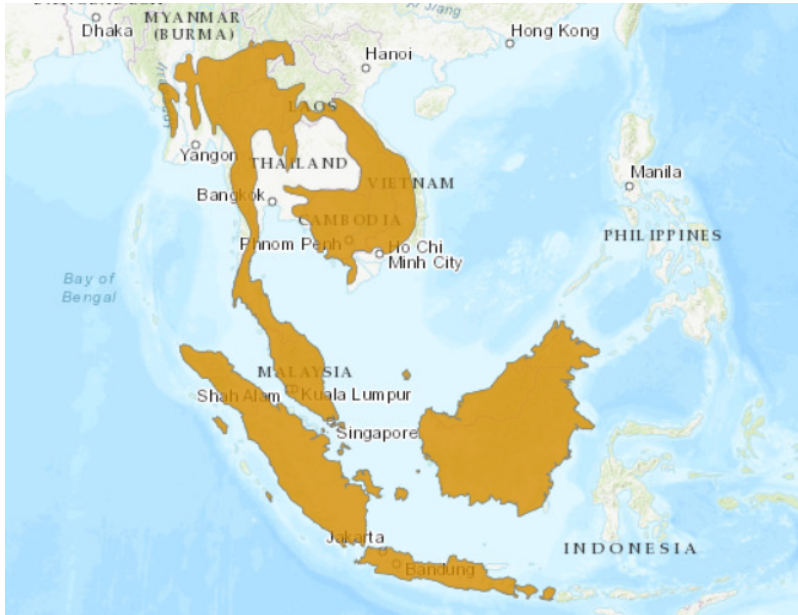 MYANMAR
(BURMA)
Dhaka
Hanoi
Hong Kong
LAOS
Yangon
THAILAND
Bangkok
VIETNAM
Manila
CAMBODIA
Phnom Penh
Ho Chi
Minh City
PHILIPPINES
Bay of
Bengal
MALAYSIA
Shah Alam
Kuala Lumpur
Singapore
Jakarta
Bandung
INDONESIA